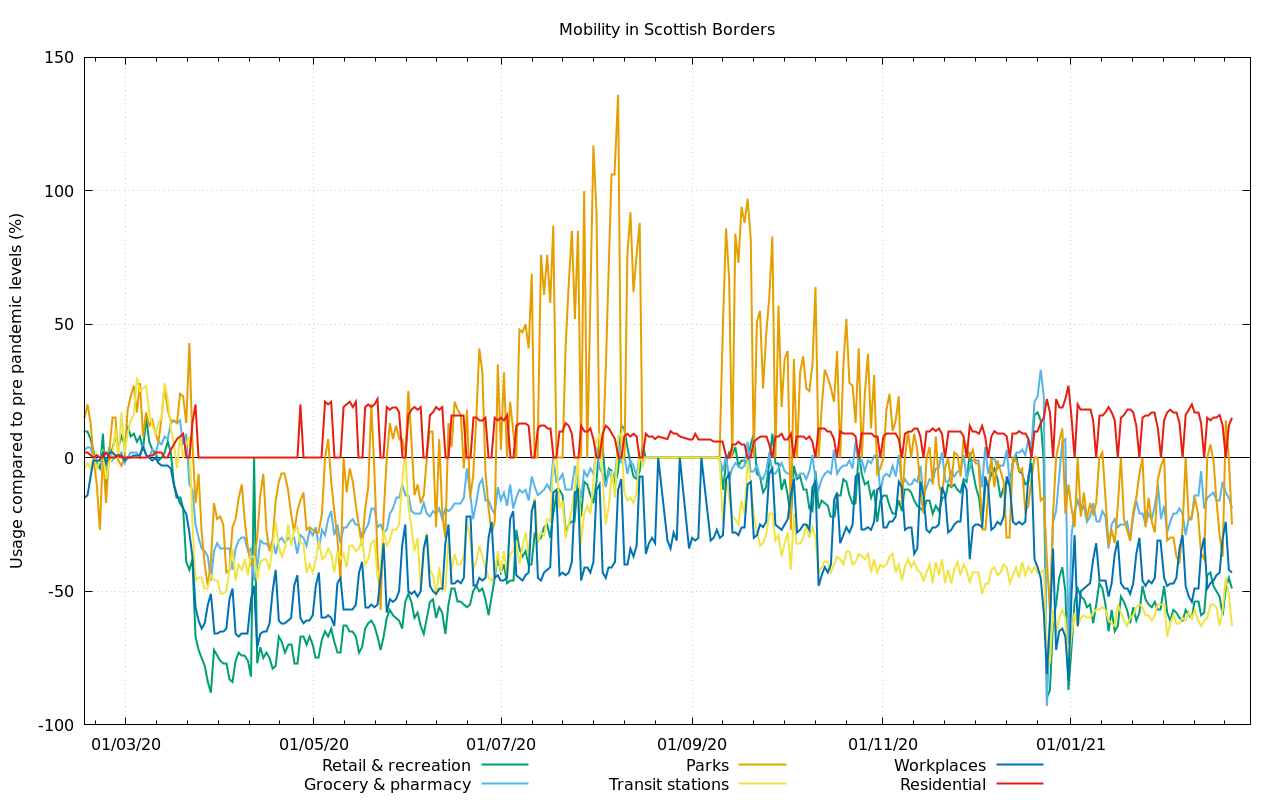 Mobility in Scottish Borders
Usage compared to pre pandemic levels (%)
150
100
50
0
-50
-100
01/03/20 01/05/20 01/07/20 01/09/20 01/11/20 01/01/21
Retail & recreation Parks Workplaces
Grocery & pharmacy Transit stations Residential